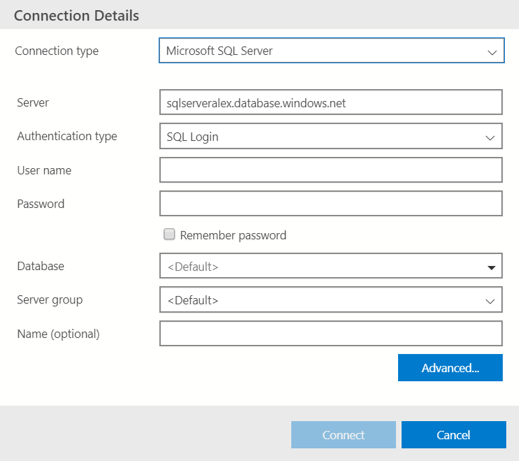 Connection Details
Connection type Microsoft SQL Server
Server sqlserveralex.database.windows.net
Authentication type SQL Login
User name
Password
Remember password
Database <Default>
Server group <Default>
Name (optional)
Advanced...
Connect Cancel